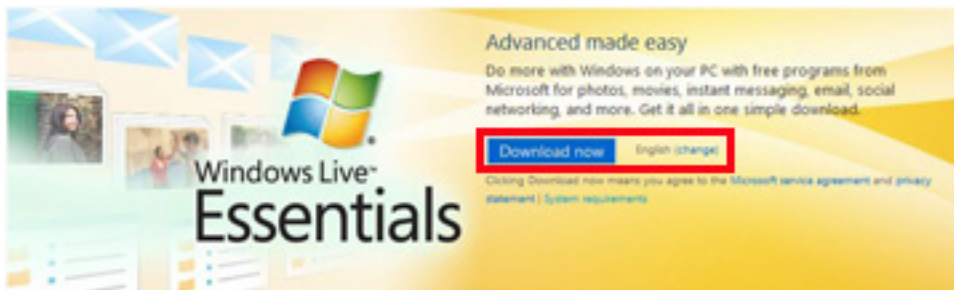 Advanced made easy
Do more with Windows on your PC with free programs from
Microsoft for photos, movies, instant messaging, email, social
networking, and more. Get it all in one simple download.
Download now English (change)
Clicking Download now means you agree to the Microsoft service agreement and privacy
statement | System requirements
Windows Live™
Essentials